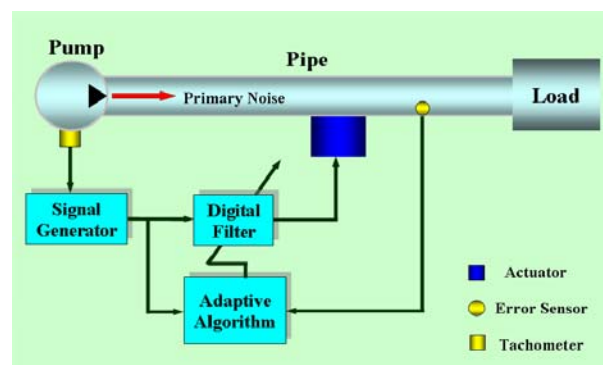 Pump
Pipe
Primary Noise
Load
Signal
Generator
Digital
Filter
Adaptive
Algorithm
Actuator
Error Sensor
Tachometer